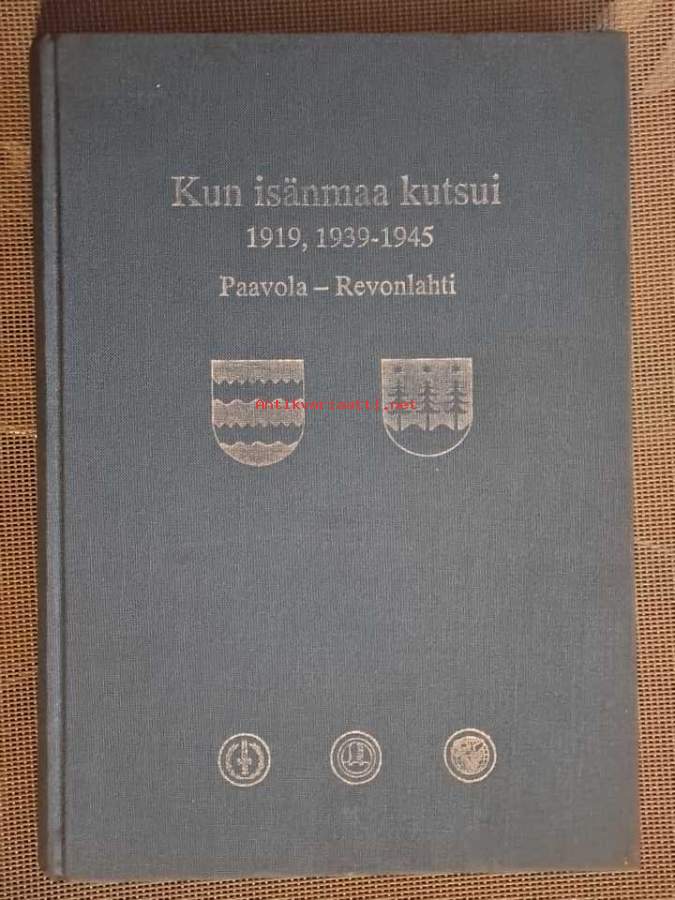 Kun isänmaa kutsui
1919, 1939-1945
Paavola – Revonlahti
Antikvariaatti.net